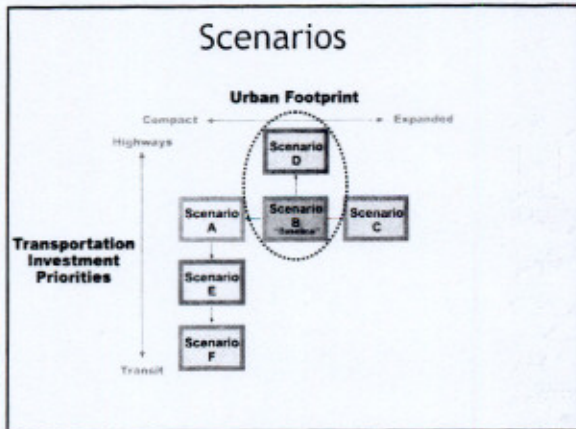 Scenarios
Urban Footprint
Compact
Expanded
Highways
Scenario
D
Scenario
A
Scenario
B
"Baseline"
Scenario
C
Transportation
Investment
Priorities
Scenario
E
Scenario
F
Transit